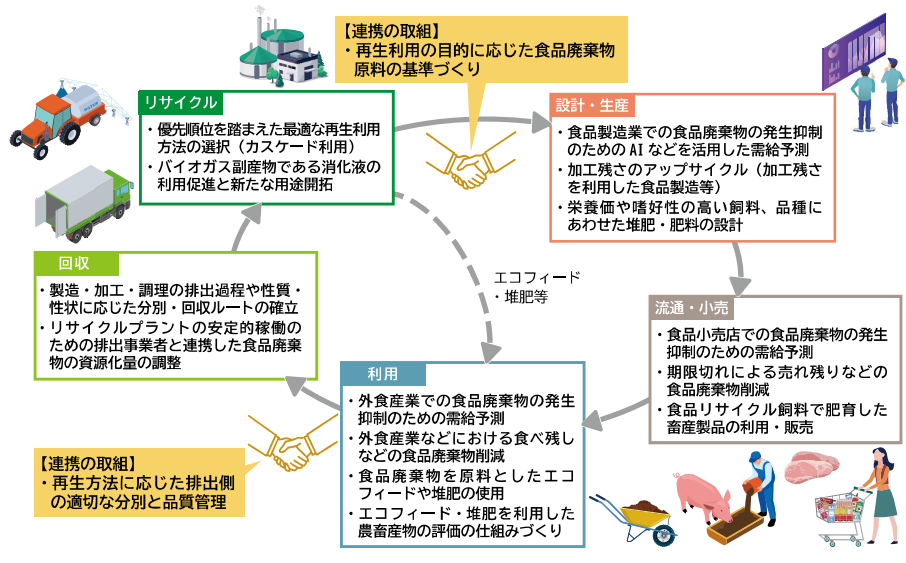 【連携の取組】
・再生利用の目的に応じた食品廃棄物
原料の基準づくり
リサイクル
・優先順位を踏まえた最適な再生利用
方法の選択（カスケード利用）
・バイオガス副産物である消化液の
利用促進と新たな用途開拓
設計・生産
・食品製造業での食品廃棄物の発生抑制
のための AI などを活用した需給予測
・加工残さのアップサイクル（加工残さ
を利用した食品製造等）
・栄養価や嗜好性の高い飼料、品種に
あわせた堆肥・肥料の設計
回収
・製造・加工・調理の排出過程や性質・
性状に応じた分別・回収ルートの確立
・リサイクルプラントの安定的稼働の
ための排出事業者と連携した食品廃棄
物の資源化量の調整
エコフィード
・堆肥等
流通・小売
・食品小売店での食品廃棄物の発生
抑制のための需給予測
・期限切れによる売れ残りなどの
食品廃棄物削減
・食品リサイクル飼料で肥育した
畜産製品の利用・販売
利用
・外食産業での食品廃棄物の発生
抑制のための需給予測
・外食産業などにおける食べ残し
などの食品廃棄物削減
・食品廃棄物を原料としたエコ
フィードや堆肥の使用
・エコフィード・堆肥を利用した
農畜産物の評価の仕組みづくり
【連携の取組】
・再生方法に応じた排出側
の適切な分別と品質管理